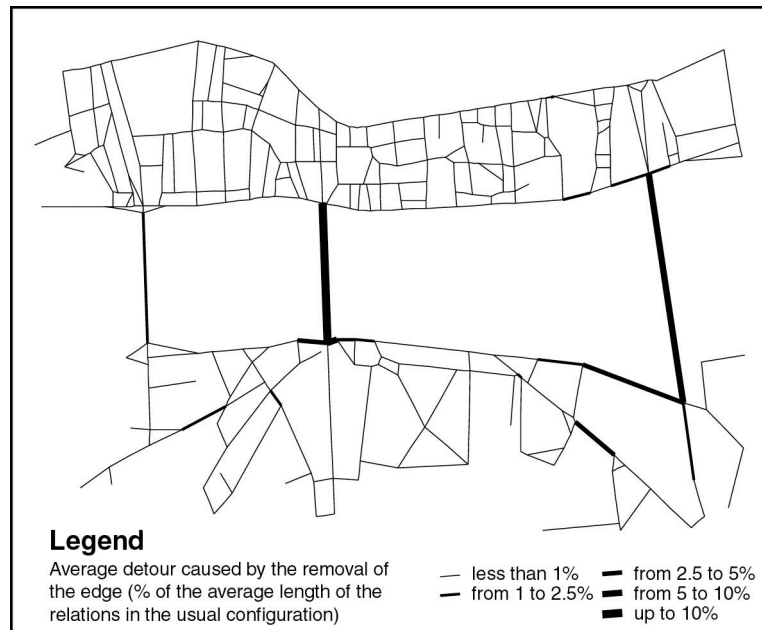 Legend
Average detour caused by the removal of
the edge (% of the average length of the
relations in the usual configuration)
less than 1%
from 1 to 2.5%
from 2.5 to 5%
from 5 to 10%
up to 10%